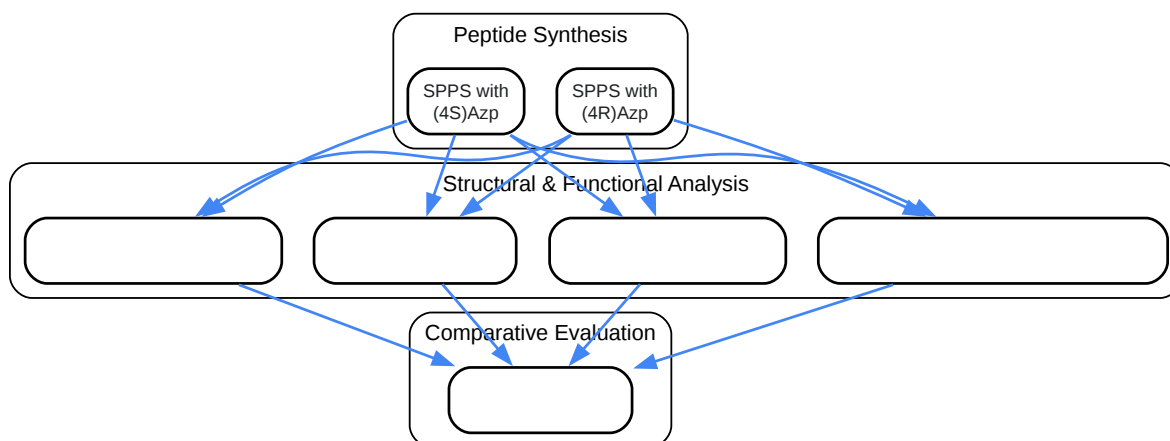 Peptide Synthesis
SPPS with
(4S)Azp
SPPS with
(4R)Azp
Structural & Functional Analysis
Comparative Evaluation